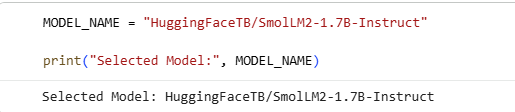 MODEL_NAME = "HuggingFaceTB/SmolLM2-1.7B-Instruct"
print("Selected Model:", MODEL_NAME)
Selected Model: HuggingFaceTB/SmolLM2-1.7B-Instruct